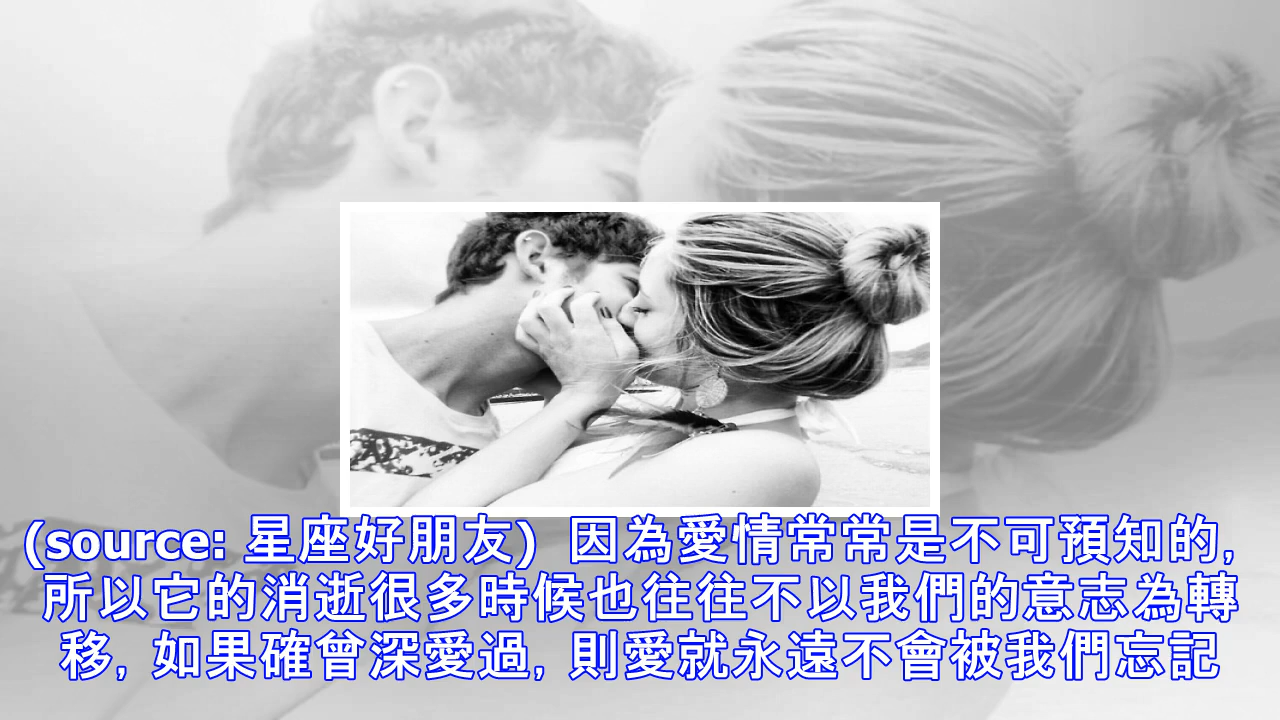 (source: 星座好朋友) 因為愛情常常是不可預知的,
所以它的消逝很多時候也往往不以我們的意志為轉
移, 如果確曾深愛過, 則愛就永遠不會被我們忘記